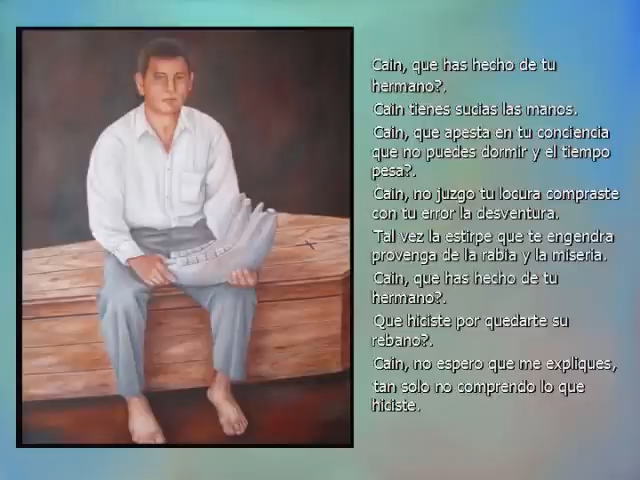 Cain, que has hecho de tu
hermano?.
Cain tienes sucias las manos.
Cain, que apesta en tu conciencia
que no puedes dormir y el tiempo
pesa?.
Cain, no juzgo tu locura compraste
con tu error la desventura.
Tal vez la estirpe que te engendra
provenga de la rabia y la miseria.
Cain, que has hecho de tu
hermano?.
Que hiciste por quedarte su
rebano?.
Cain, no espero que me expliques,
tan solo no comprendo lo que
hiciste.